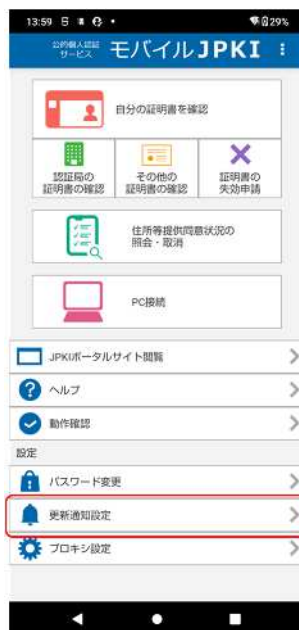 13:59
29%
公的個人認証
サービス
モバイルJPKI
自分の証明書を確認
認証局の
証明書の確認
その他の
証明書の確認
証明書の
失効申請
住所等提供同意状況の
照会・取消
PC接続
JPKIポータルサイト閲覧
ヘルプ
動作確認
設定
パスワード変更
更新通知設定
プロキシ設定